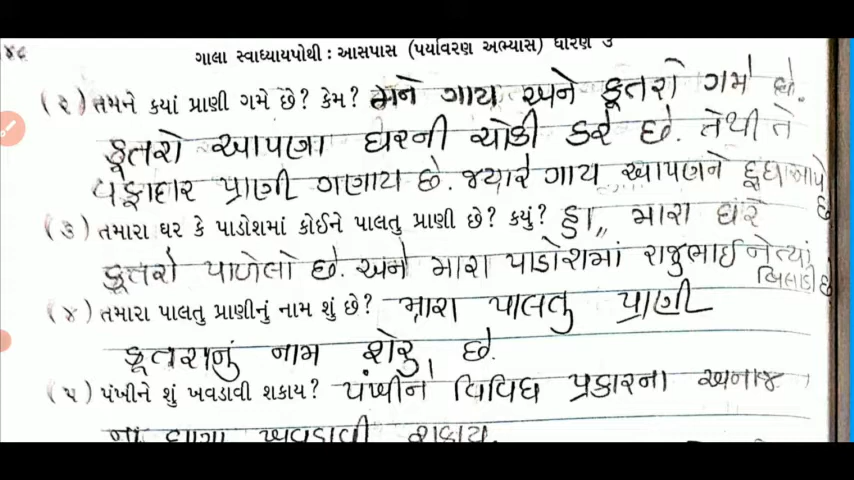 ૪૮
ગાલા સ્વાધ્યાયપોથી : આસપાસ (પર્યાવરણ અભ્યાસ) ધોરણ ૩
(૨) તમને કયાં પ્રાણી ગમે છે? કેમ? મને ગાય અને કૂતરો ગમે છે.
કૂતરો આપણા ઘરની ચોકી કરે છે. તેથી તે
વફાદાર પ્રાણી ગણાય છે. જ્યારે ગાય આપણને દૂધ આપે છે
(૩) તમારા ઘર કે પાડોશમાં કોઈને પાલતુ પ્રાણી છે? કયું? હા,, મારા ઘરે
કૂતરો પાળેલો છે. અને મારા પાડોશમાં રાજુભાઈ નેત્યાં
બિલાડી છે
(૪) તમારા પાલતુ પ્રાણીનું નામ શું છે? મારા પાલતુ પ્રાણી
કૂતરાનું નામ શેરુ છે.
(૫) પંખીને શું ખવડાવી શકાય? પંખીને વિવિધ પ્રકારના અનાજ
ના દાણા ખવડાવી શકાય.